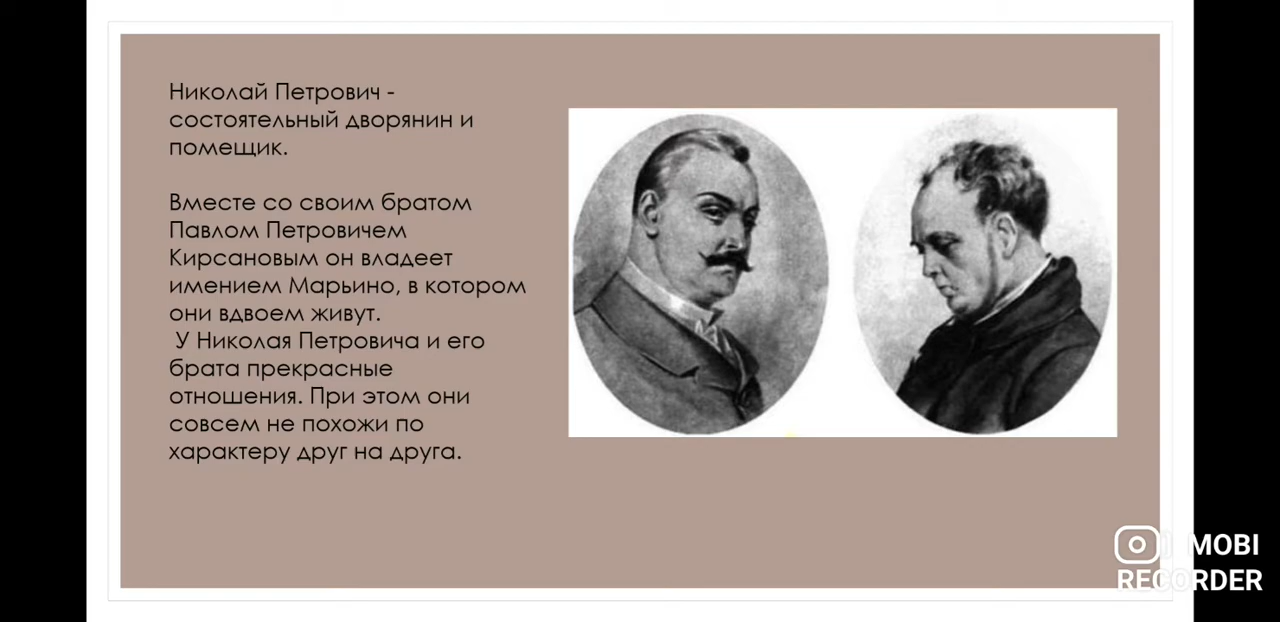 Николай Петрович -
состоятельный дворянин и
помещик.
Вместе со своим братом
Павлом Петровичем
Кирсановым он владеет
имением Марьино, в котором
они вдвоем живут.
У Николая Петровича и его
брата прекрасные
отношения. При этом они
совсем не похожи по
характеру друг на друга.
MOBI
RECORDER